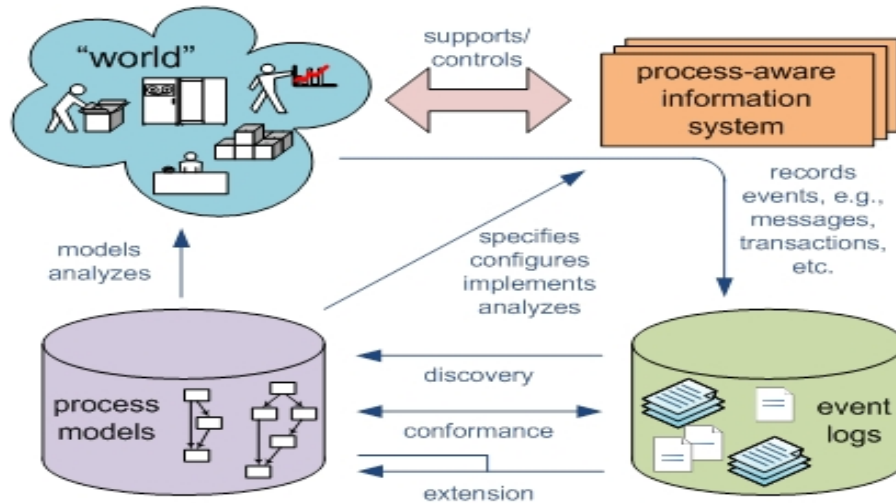 “world”
supports/
controls
process-aware
information
system
records
events, e.g.,
messages,
transactions,
etc.
models
analyzes
specifies
configures
implements
analyzes
process
models
discovery
conformance
extension
event
logs